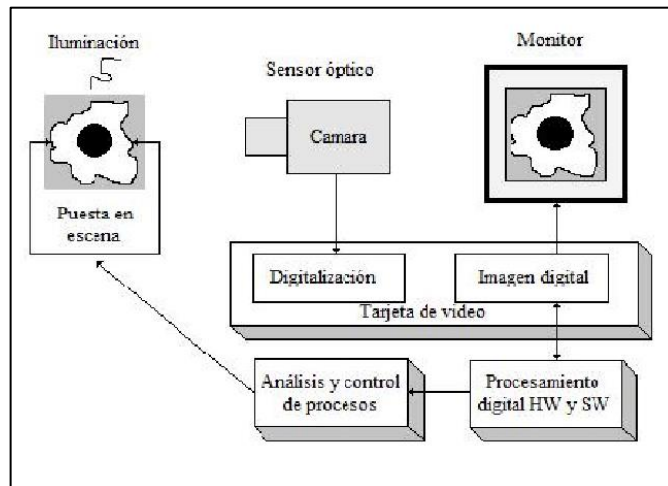 Iluminación
Monitor
Sensor óptico
Camara
Puesta en
escena
Digitalización
Imagen digital
Tarjeta de video
Análisis y control
de procesos
Procesamiento
digital HW y SW